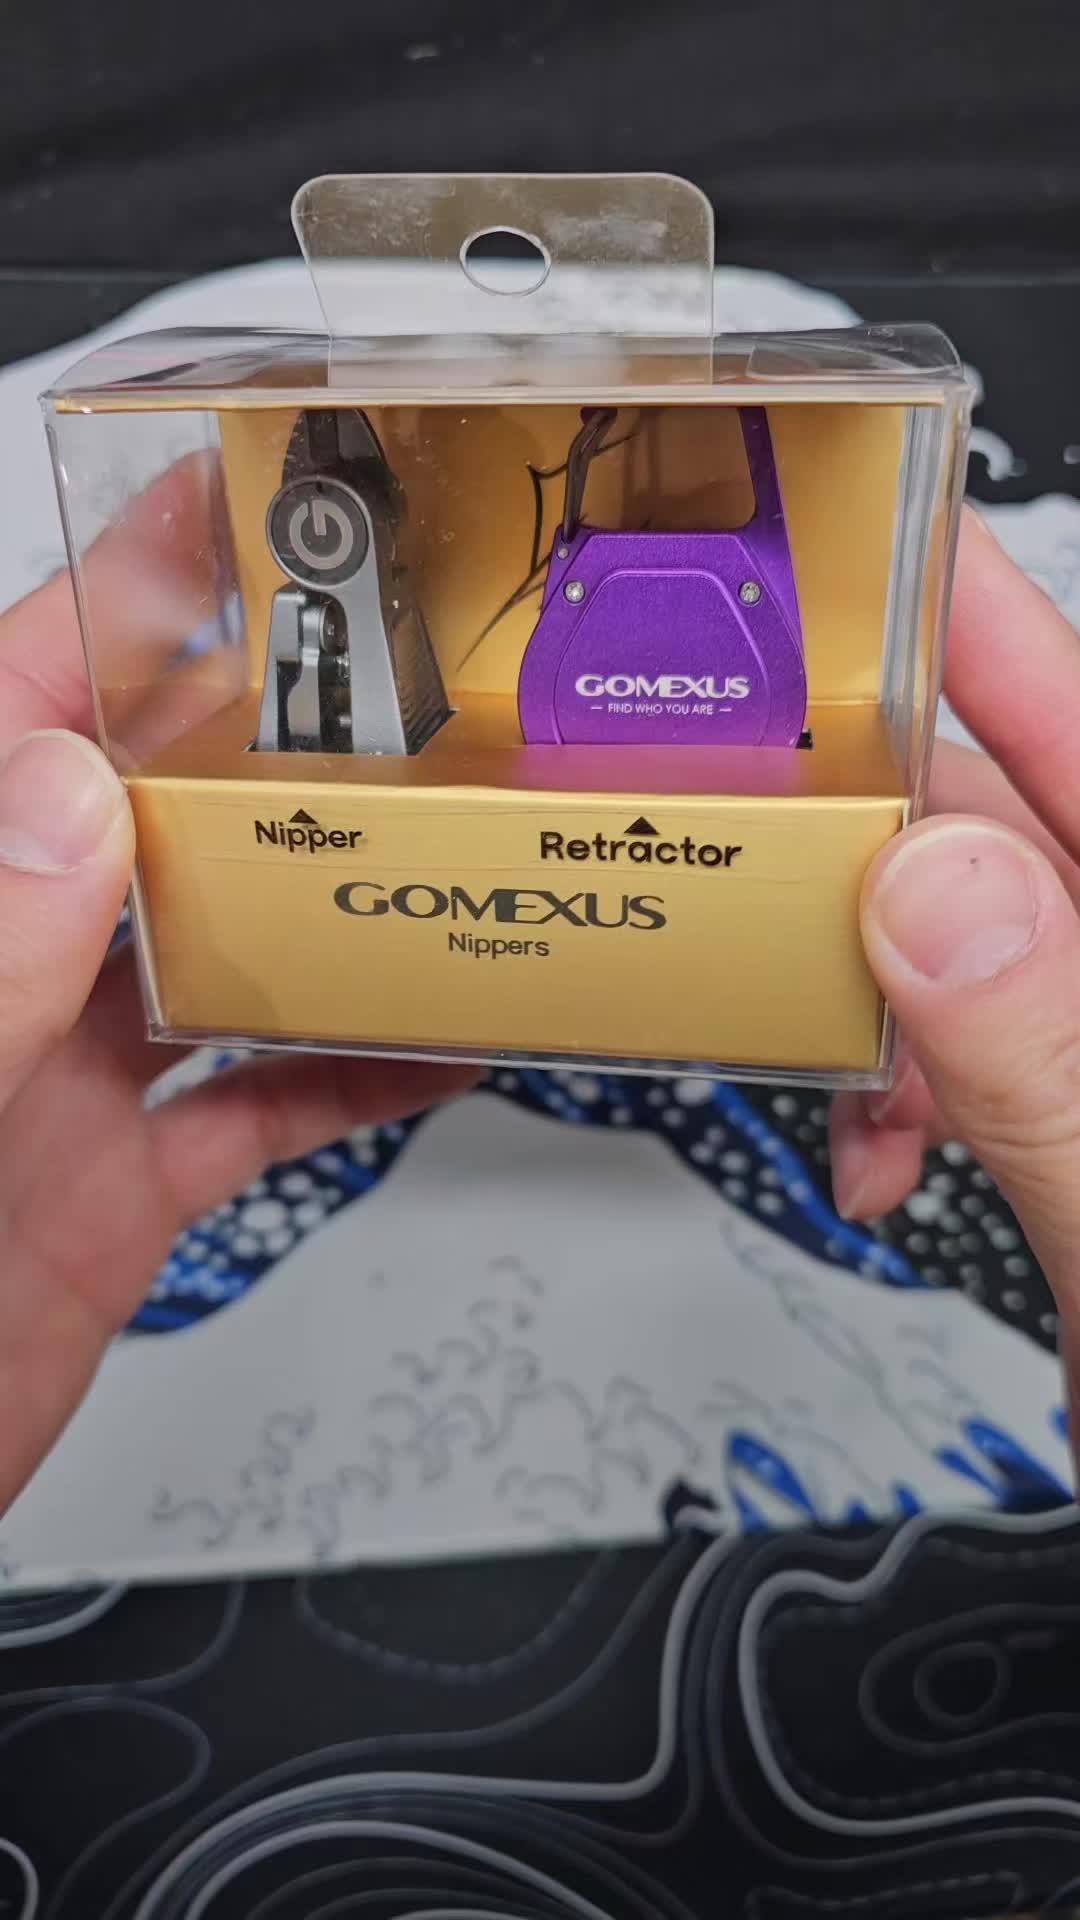 GOMEXUS
— FIND WHO YOU ARE —
Nipper
Retractor
GOMEXUS
Nippers